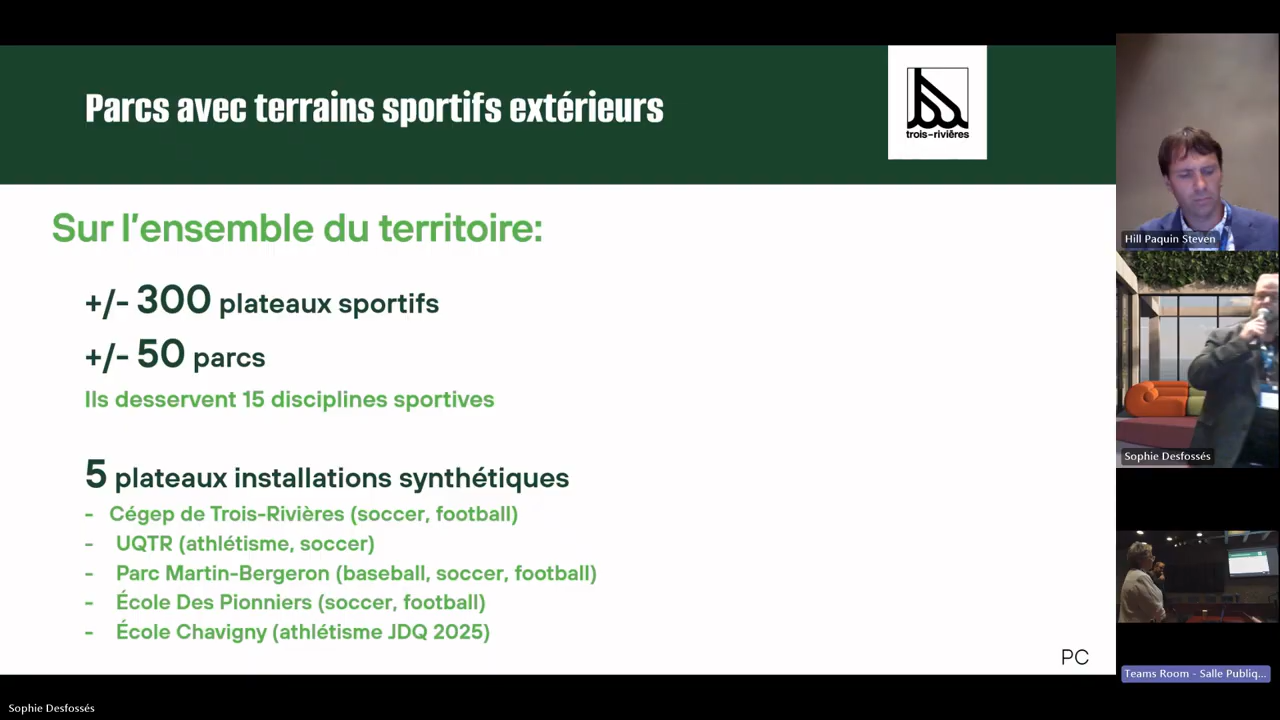 Parcs avec terrains sportifs extérieurs
trois-rivières
Sur l'ensemble du territoire:
+/- 300 plateaux sportifs
+/- 50 parcs
Ils desservent 15 disciplines sportives
5 plateaux installations synthétiques
- Cégep de Trois-Rivières (soccer, football)
- UQTR (athlétisme, soccer)
- Parc Martin-Bergeron (baseball, soccer, football)
- École Des Pionniers (soccer, football)
- École Chavigny (athlétisme JDQ 2025)
PC
Hill Paquin Steven
Sophie Desfossés
Teams Room - Salle Publiq...
Sophie Desfossés